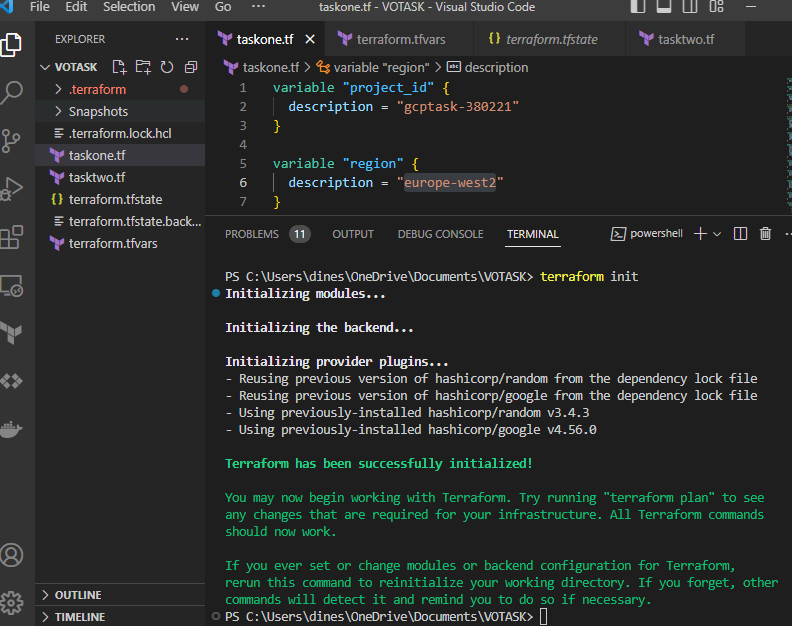 File Edit Selection View Go ··· taskone.tf - VOTASK - Visual Studio Code
EXPLORER ···
VOTASK
.terraform
Snapshots
.terraform.lock.hcl
taskone.tf
tasktwo.tf
terraform.tfstate
terraform.tfstate.back...
terraform.tfvars
OUTLINE
TIMELINE
taskone.tf terraform.tfvars terraform.tfstate tasktwo.tf
taskone.tf > variable "region" > abc description
1 variable "project_id" {
2 description = "gcptask-380221"
3 }
4
5 variable "region" {
6 description = "europe-west2"
7 }
PROBLEMS 11 OUTPUT DEBUG CONSOLE TERMINAL powershell
PS C:\Users\dines\OneDrive\Documents\VOTASK> terraform init
Initializing modules...
Initializing the backend...
Initializing provider plugins...
- Reusing previous version of hashicorp/random from the dependency lock file
- Reusing previous version of hashicorp/google from the dependency lock file
- Using previously-installed hashicorp/random v3.4.3
- Using previously-installed hashicorp/google v4.56.0
Terraform has been successfully initialized!
You may now begin working with Terraform. Try running "terraform plan" to see
any changes that are required for your infrastructure. All Terraform commands
should now work.
If you ever set or change modules or backend configuration for Terraform,
rerun this command to reinitialize your working directory. If you forget, other
commands will detect it and remind you to do so if necessary.
PS C:\Users\dines\OneDrive\Documents\VOTASK>